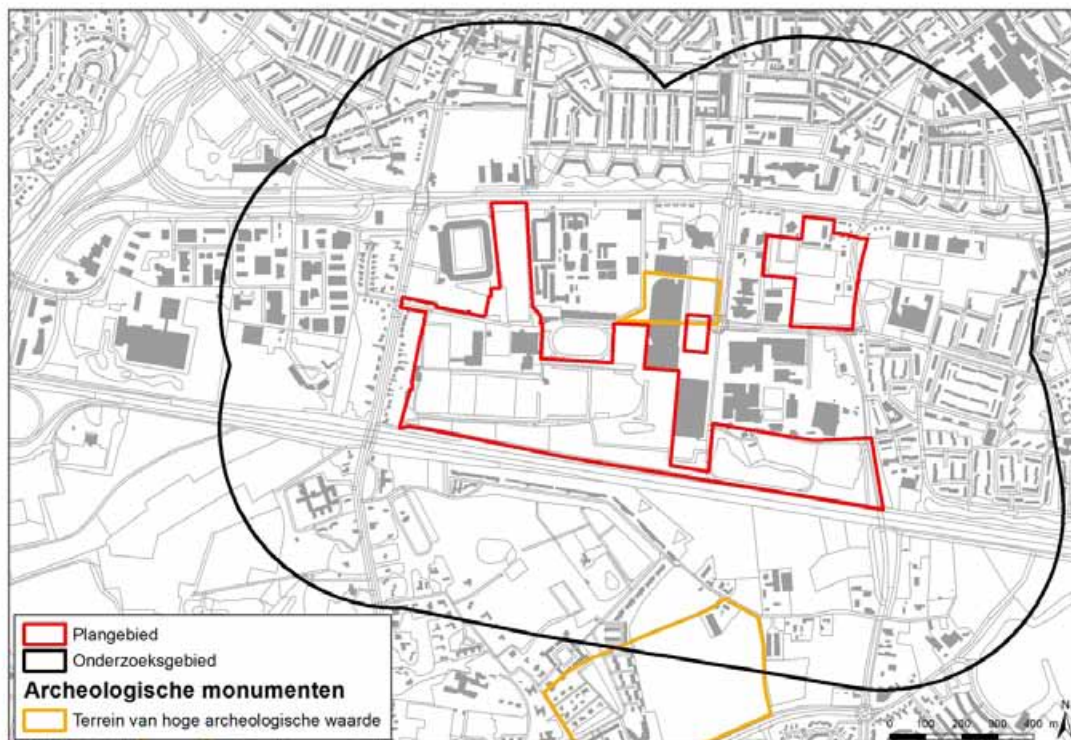 Plangebied
Onderzoeksgebied
Archeologische monumenten
Terrein van hoge archeologische waarde
N
0 100 200 300 400 m